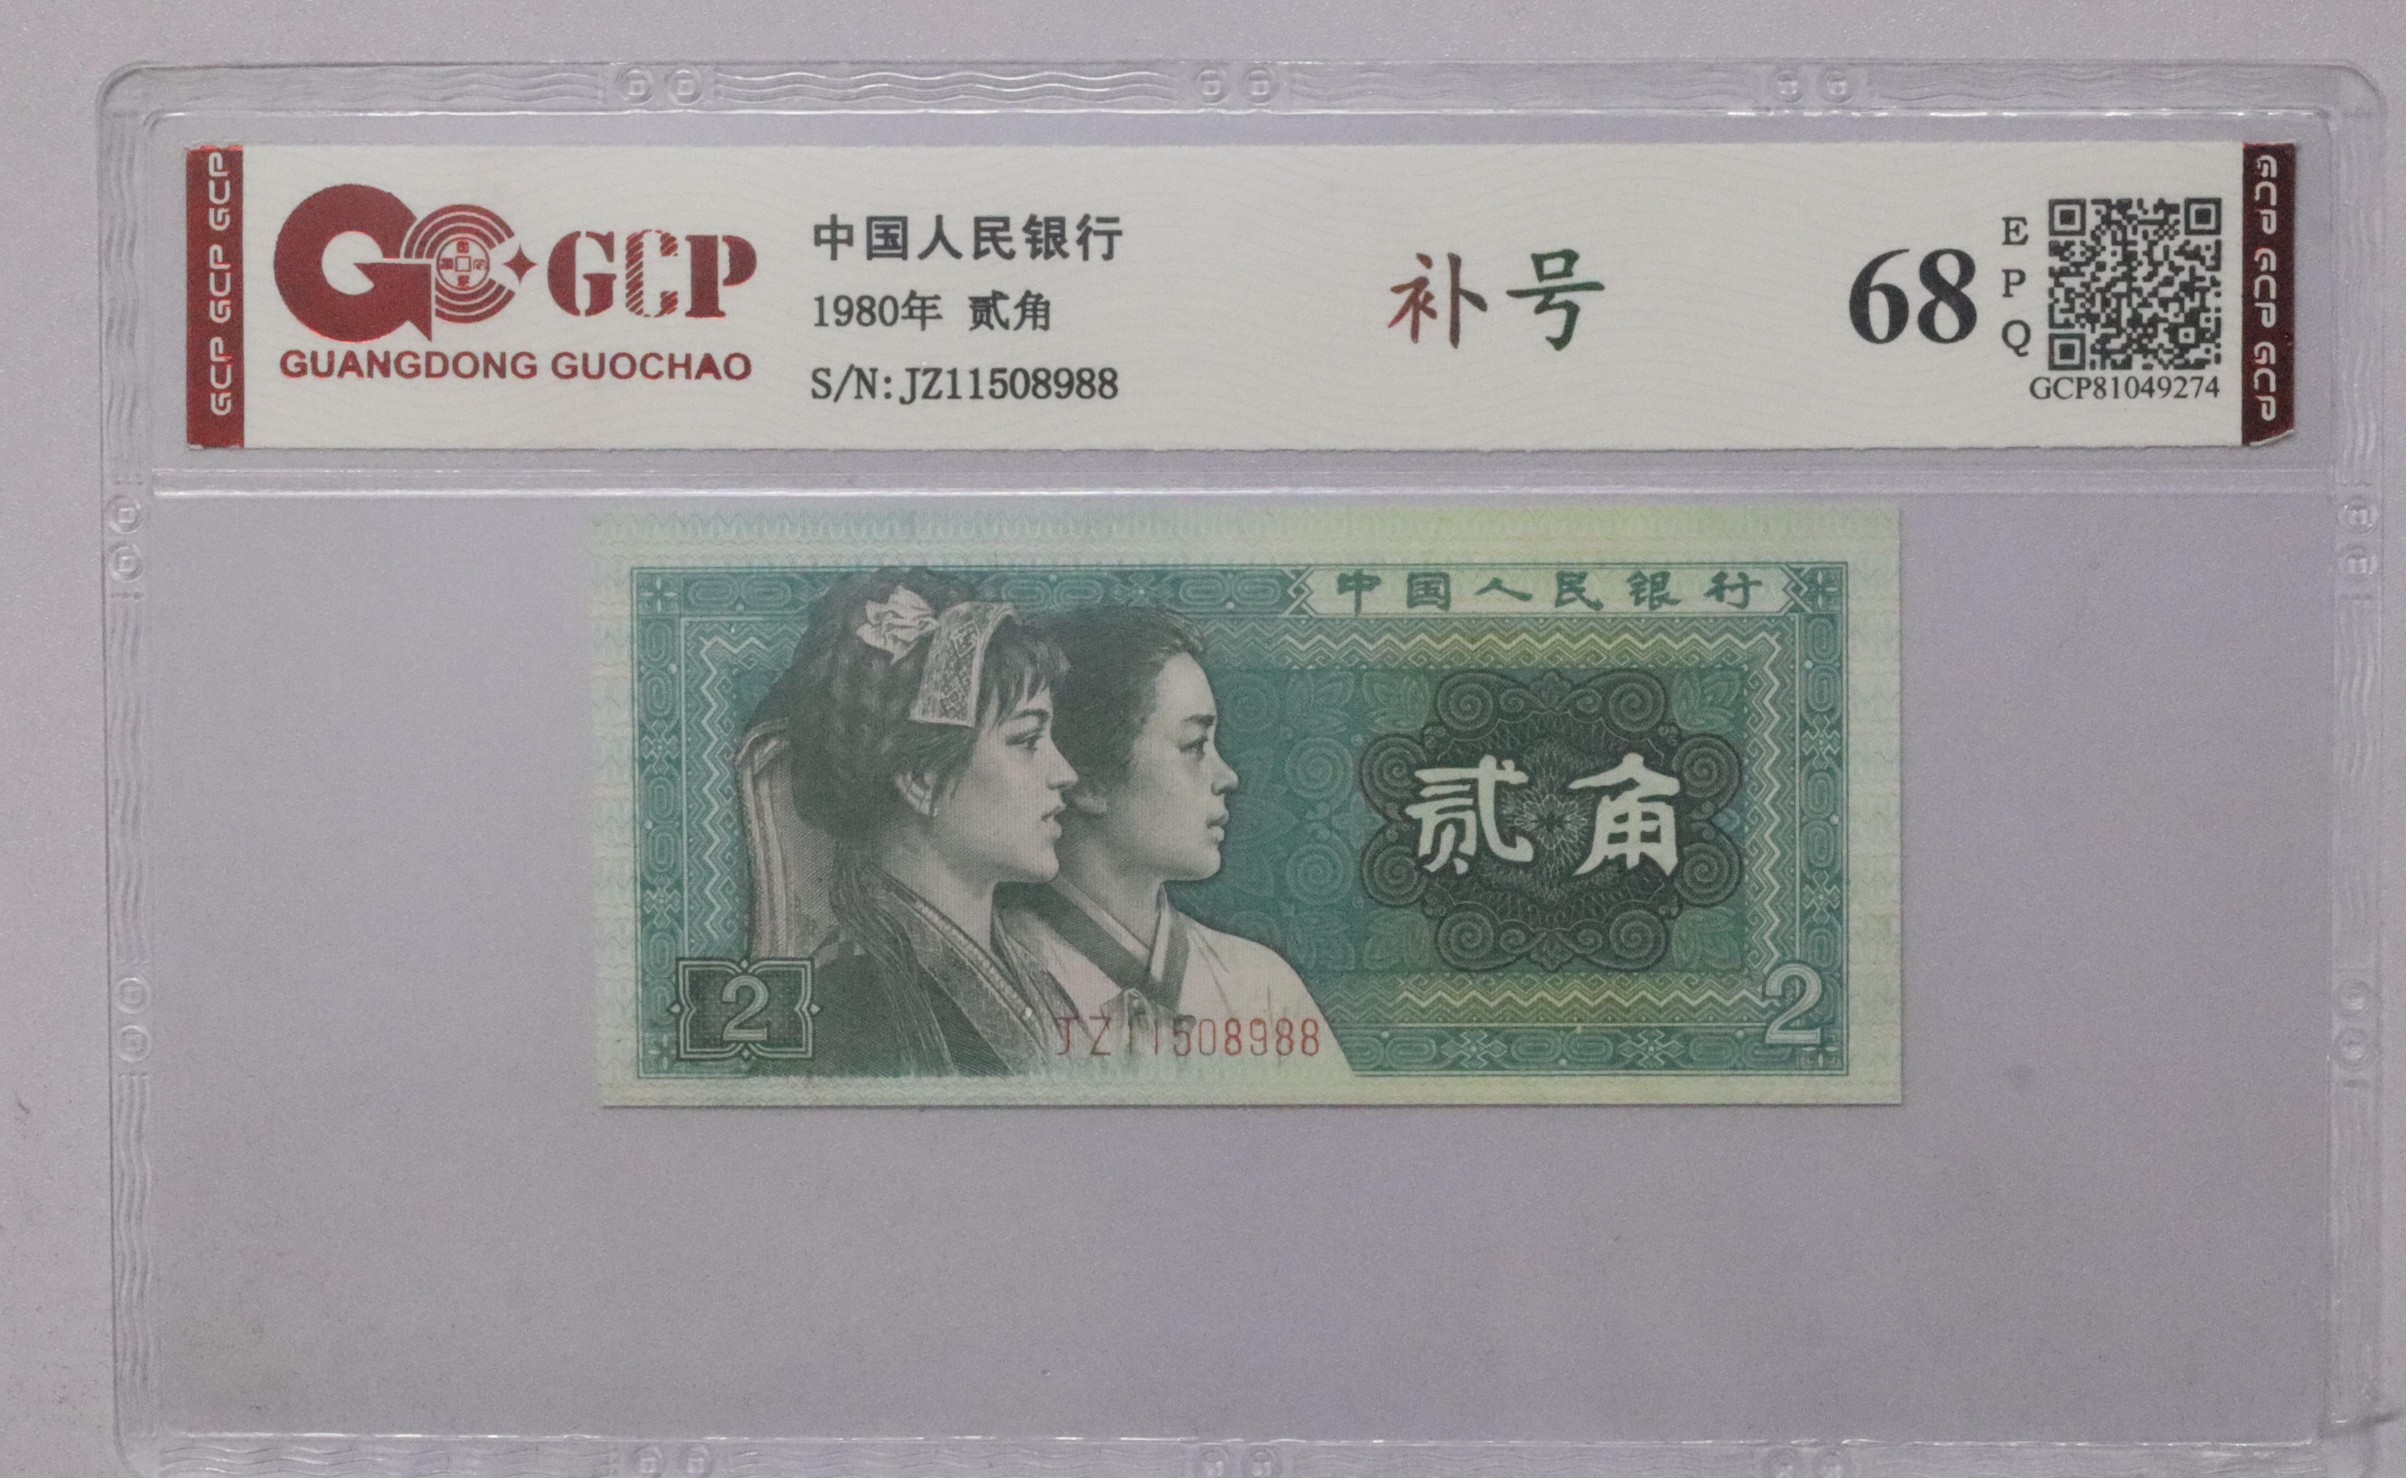 GCP GCP GCP
GCP
GUANGDONG GUOCHAO
中国人民银行
1980年 贰角
S/N:JZ11508988
补号
68
EPQ
GCP81049274
GCP GCP GCP
中国人民银行
贰角
2
JZ11508988
2